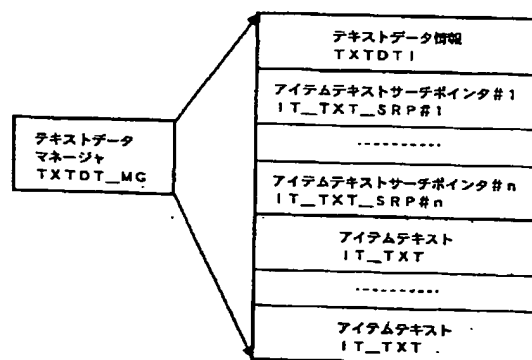 テキストデータ
マネージャ
TXTDT_MG
テキストデータ情報
TXTDTI
アイテムテキストサーチポインタ#1
IT_TXT_SRP#1
----------
アイテムテキストサーチポインタ#n
IT_TXT_SRP#n
アイテムテキスト
IT_TXT
----------
アイテムテキスト
IT_TXT